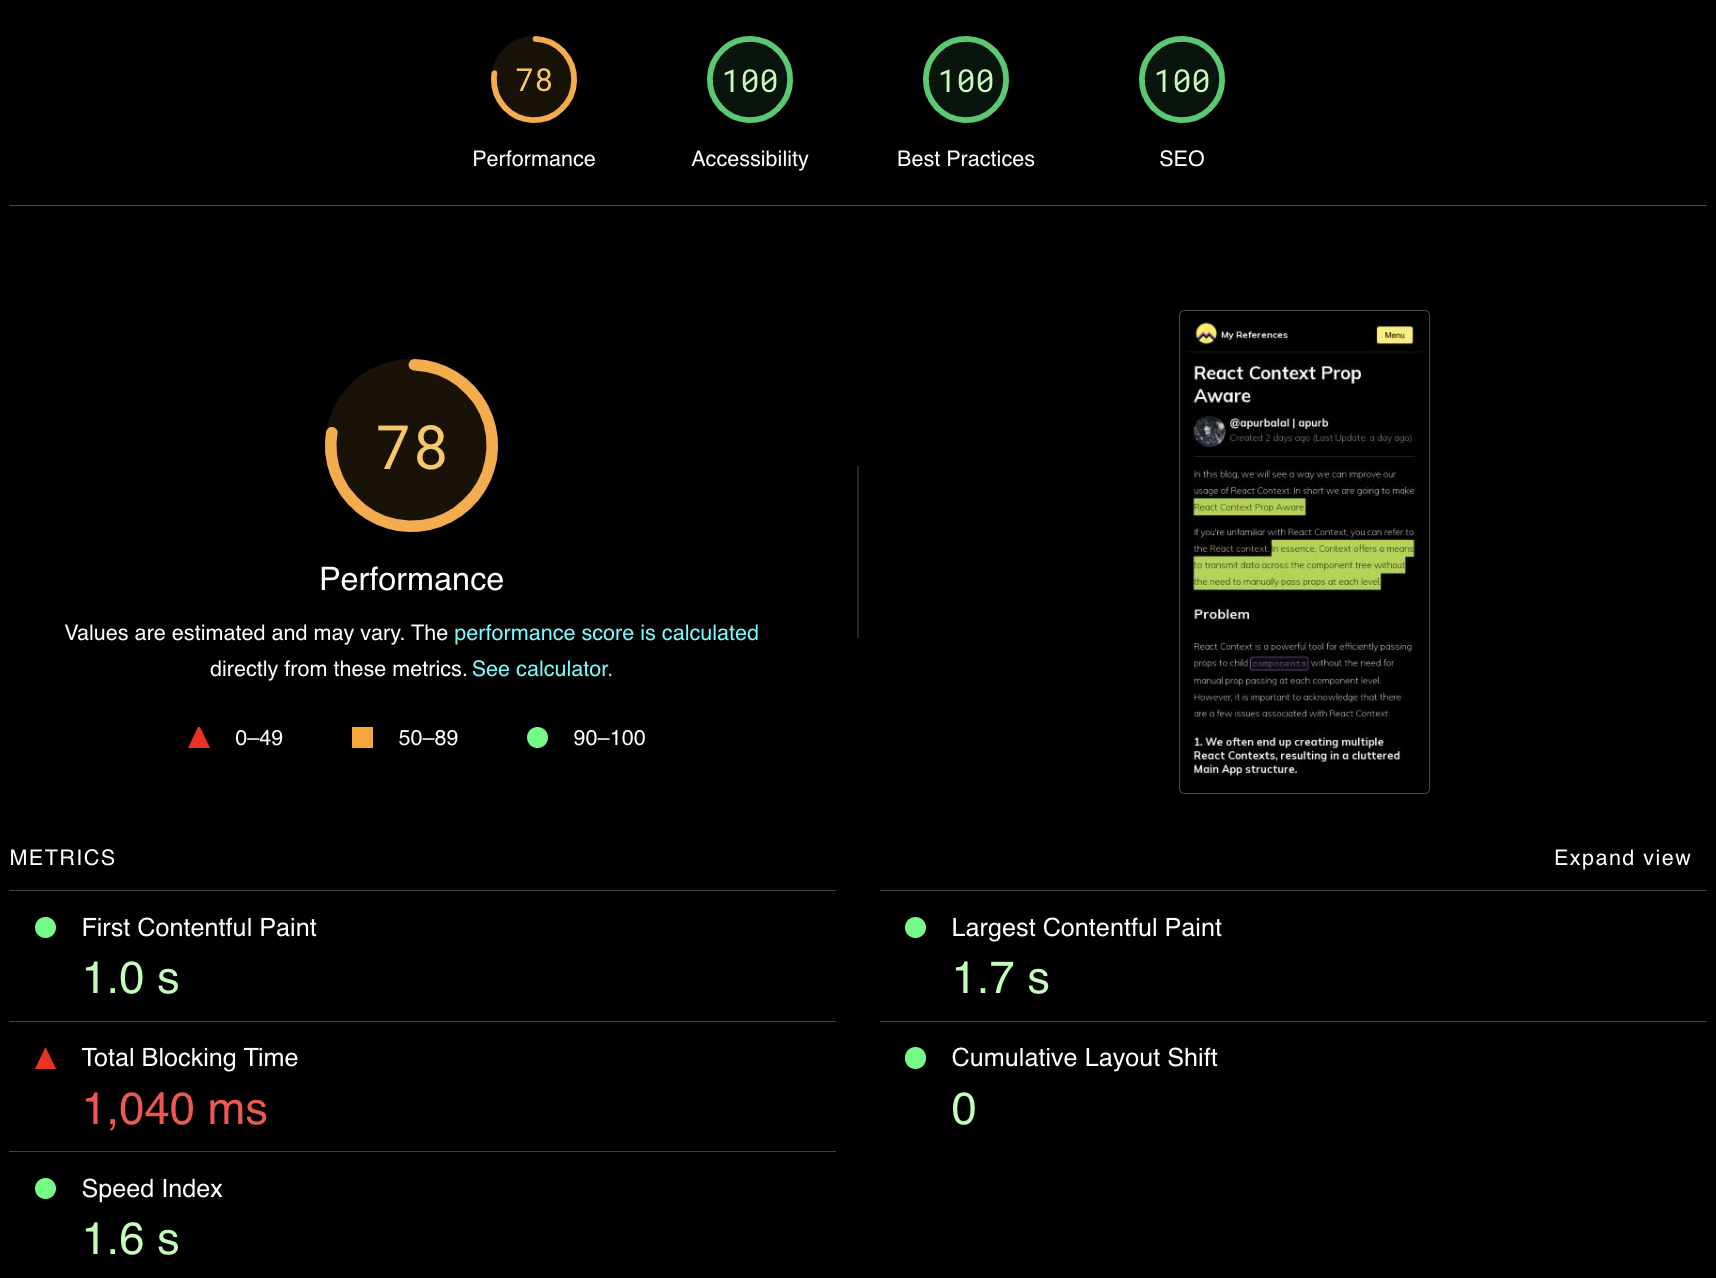 78
100
100
100
Performance
Accessibility
Best Practices
SEO
78
Performance
Values are estimated and may vary. The performance score is calculated
directly from these metrics. See calculator.
0–49
50–89
90–100
My References
Menu
React Context Prop
Aware
@apurbalal | apurb
Created 2 days ago (Last Update: a day ago)
In this blog, we will see a way we can improve our
usage of React Context. In short we are going to make
React Context Prop Aware.
If you're unfamiliar with React Context, you can refer to
the React context. In essence, Context offers a means
to transmit data across the component tree without
the need to manually pass props at each level.
Problem
React Context is a powerful tool for efficiently passing
props to child components without the need for
manual prop passing at each component level.
However, it is important to acknowledge that there
are a few issues associated with React Context.
1. We often end up creating multiple
React Contexts, resulting in a cluttered
Main App structure.
METRICS
Expand view
First Contentful Paint
1.0 s
Largest Contentful Paint
1.7 s
Total Blocking Time
1,040 ms
Cumulative Layout Shift
0
Speed Index
1.6 s